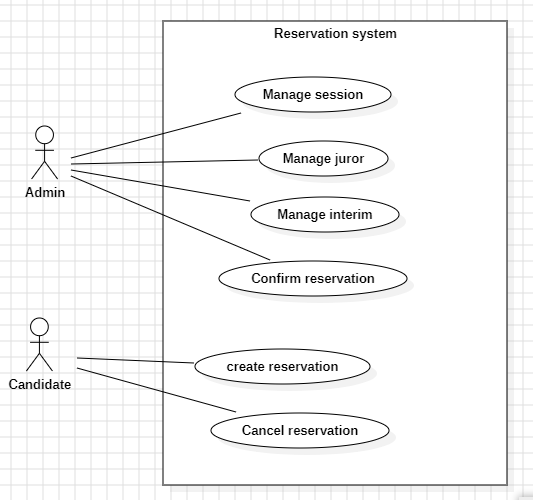 Reservation system
Manage session
Manage juror
Admin
Manage interim
Confirm reservation
create reservation
Candidate
Cancel reservation